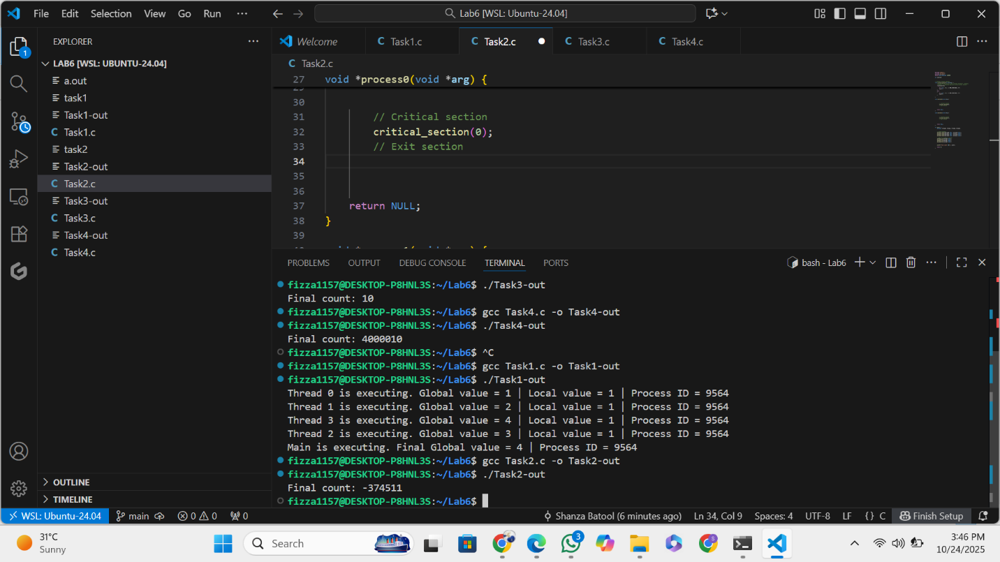 File Edit Selection View Go Run ··· Lab6 [WSL: Ubuntu-24.04]
EXPLORER ···
LAB6 [WSL: UBUNTU-24.04]
a.out
task1
Task1-out
C Task1.c
task2
Task2-out
C Task2.c
Task3-out
C Task3.c
Task4-out
C Task4.c
OUTLINE
TIMELINE
1
Welcome C Task1.c C Task2.c C Task3.c C Task4.c
C Task2.c
27 void *process0(void *arg) {
30
31 // Critical section
32 critical_section(0);
33 // Exit section
34
35
36
37 return NULL;
38 }
39
PROBLEMS OUTPUT DEBUG CONSOLE TERMINAL PORTS bash - Lab6
fizza1157@DESKTOP-P8HNL3S:~/Lab6$ ./Task3-out
Final count: 10
fizza1157@DESKTOP-P8HNL3S:~/Lab6$ gcc Task4.c -o Task4-out
fizza1157@DESKTOP-P8HNL3S:~/Lab6$ ./Task4-out
Final count: 4000010
fizza1157@DESKTOP-P8HNL3S:~/Lab6$ ^C
fizza1157@DESKTOP-P8HNL3S:~/Lab6$ gcc Task1.c -o Task1-out
fizza1157@DESKTOP-P8HNL3S:~/Lab6$ ./Task1-out
Thread 0 is executing. Global value = 1 | Local value = 1 | Process ID = 9564
Thread 1 is executing. Global value = 2 | Local value = 1 | Process ID = 9564
Thread 3 is executing. Global value = 4 | Local value = 1 | Process ID = 9564
Thread 2 is executing. Global value = 3 | Local value = 1 | Process ID = 9564
Main is executing. Final Global value = 4 | Process ID = 9564
fizza1157@DESKTOP-P8HNL3S:~/Lab6$ gcc Task2.c -o Task2-out
fizza1157@DESKTOP-P8HNL3S:~/Lab6$ ./Task2-out
Final count: -374511
fizza1157@DESKTOP-P8HNL3S:~/Lab6$
WSL: Ubuntu-24.04 main 0 0 0 Shanza Batool (6 minutes ago) Ln 34, Col 9 Spaces: 4 UTF-8 LF {} C Finish Setup
31°C
Sunny
Search
3
3:46 PM
10/24/2025